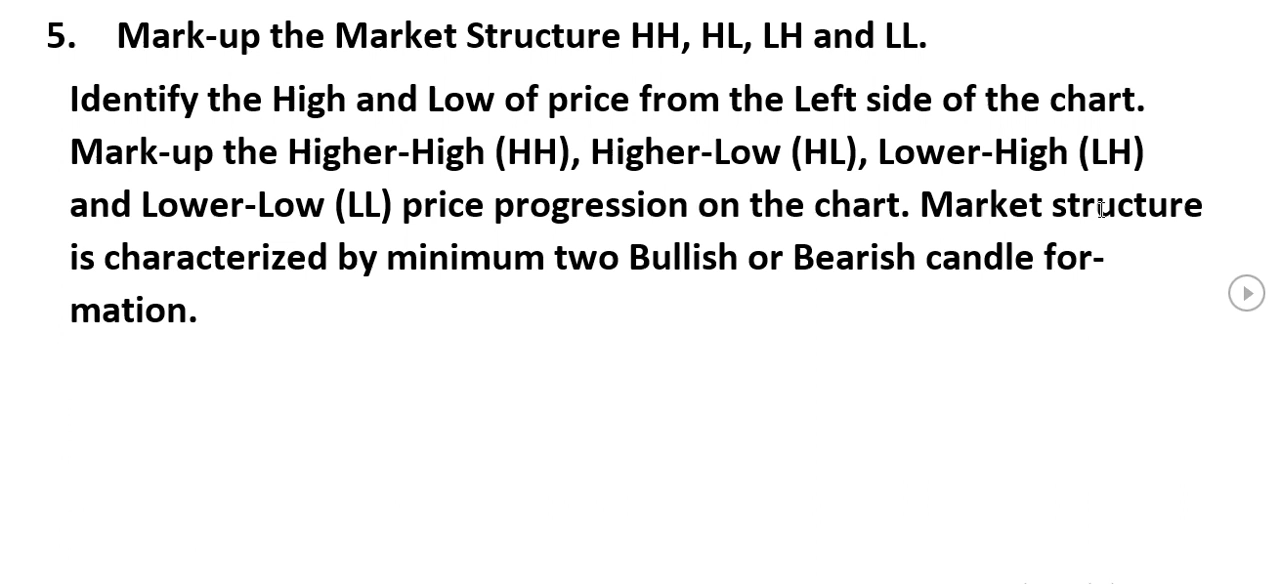 5. Mark-up the Market Structure HH, HL, LH and LL.
Identify the High and Low of price from the Left side of the chart.
Mark-up the Higher-High (HH), Higher-Low (HL), Lower-High (LH)
and Lower-Low (LL) price progression on the chart. Market structure
is characterized by minimum two Bullish or Bearish candle for-
mation.